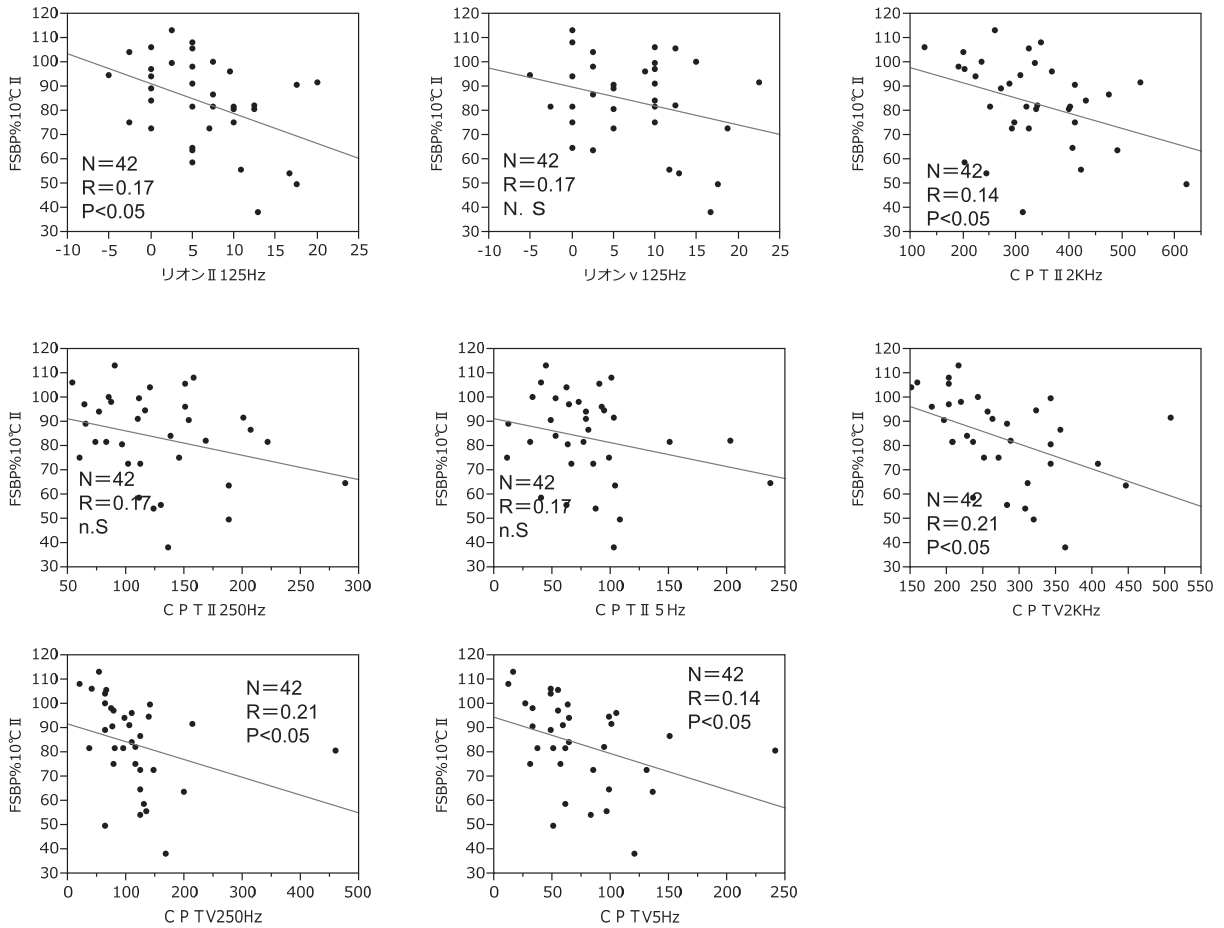 120
110
100
90
80
70
60
50
40
30
FSBP%10℃Ⅱ
N＝42
R＝0.17
P<0.05
-10 -5 0 5 10 15 20 25
リオンⅡ125Hz
120
110
100
90
80
70
60
50
40
30
FSBP%10℃Ⅱ
N＝42
R＝0.17
N. S
-10 -5 0 5 10 15 20 25
リオンv125Hz
120
110
100
90
80
70
60
50
40
30
FSBP%10℃Ⅱ
N＝42
R＝0.14
P<0.05
100 200 300 400 500 600
ＣＰＴⅡ2KHz
120
110
100
90
80
70
60
50
40
30
FSBP%10℃Ⅱ
N＝42
R＝0.17
n.S
50 100 150 200 250 300
ＣＰＴⅡ250Hz
120
110
100
90
80
70
60
50
40
30
FSBP%10℃Ⅱ
N＝42
R＝0.17
n.S
0 50 100 150 200 250
ＣＰＴⅡ5Hz
120
110
100
90
80
70
60
50
40
30
FSBP%10℃Ⅱ
N＝42
R＝0.21
P<0.05
150 200 250 300 350 400 450 500 550
ＣＰＴV2KHz
120
110
100
90
80
70
60
50
40
30
FSBP%10℃Ⅱ
N＝42
R＝0.21
P<0.05
0 100 200 300 400 500
ＣＰＴV250Hz
120
110
100
90
80
70
60
50
40
30
FSBP%10℃Ⅱ
N＝42
R＝0.14
P<0.05
0 50 100 150 200 250
ＣＰＴV5Hz